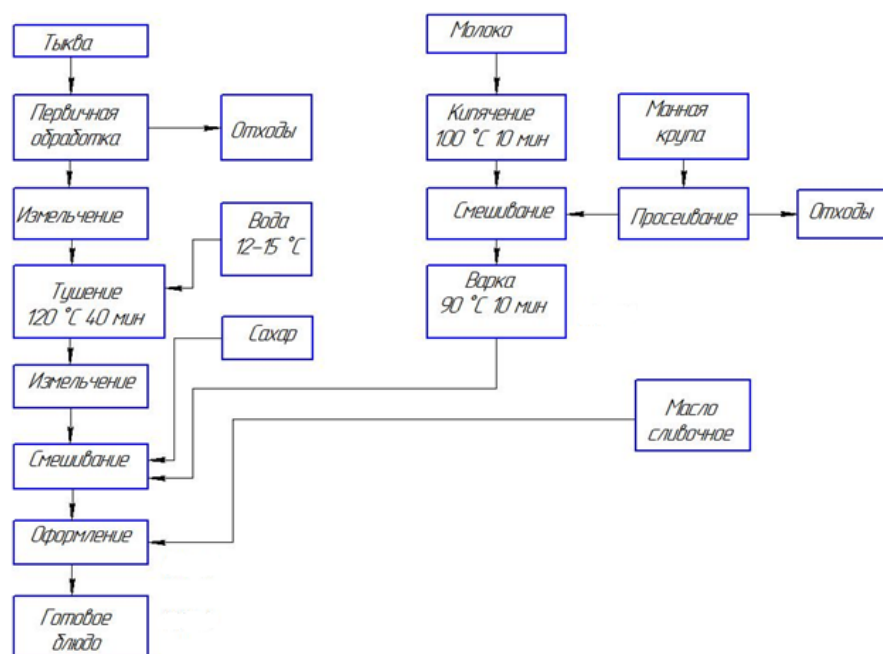 Тыква
Молоко
Первичная
обработка
Отходы
Кипячение
100 °С 10 мин
Манная
крупа
Измельчение
Вода
12–15 °С
Смешивание
Просеивание
Отходы
Тушение
120 °С 40 мин
Варка
90 °С 10 мин
Сахар
Измельчение
Масло
сливочное
Смешивание
Оформление
Готовое
блюдо